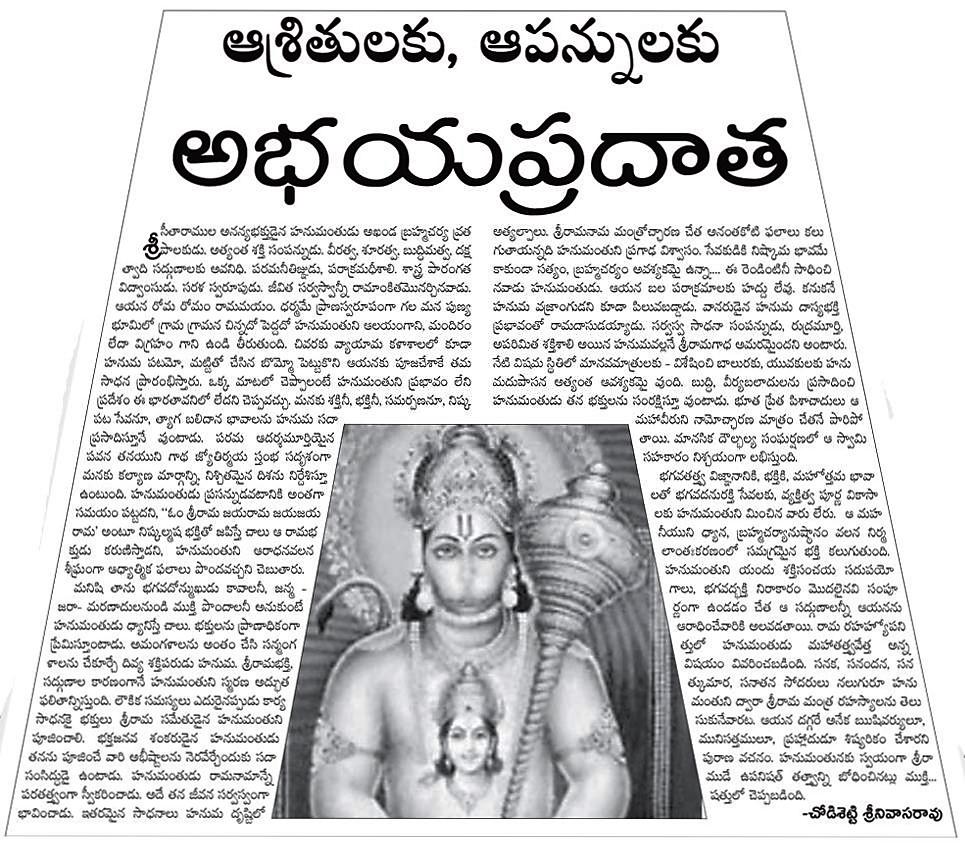 ఆశ్రితులకు, ఆపన్నులకు
అభయప్రదాత
శ్రీసీతారాముల అనన్యభక్తుడైన హనుమంతుడు అఖండ బ్రహ్మచర్య వ్రత
పాలకుడు. అత్యంత శక్తి సంపన్నుడు. వీరత్వ, శూరత్వ, బుద్ధిమత్వ, దక్ష
త్వాది సద్గుణాలకు అవనిధి. పరమనీతిజ్ఞుడు, పరాక్రమధీశాలి. శాస్త్ర పారంగత
విద్వాంసుడు. సరళ స్వరూపుడు. జీవిత సర్వస్వాన్నీ రామాంకితమొనర్చినవాడు.
ఆయన రోమ రోమం రామమయం. ధర్మమే ప్రాణస్వరూపంగా గల మన పుణ్య
భూమిలో గ్రామ గ్రామన చిన్నదో పెద్దదో హనుమంతుని ఆలయంగాని, మందిరం
లేదా విగ్రహం గాని ఉండి తీరుతుంది. చివరకు వ్యాయామ కళాశాలలో కూడా
హనుమ పటమో, మట్టితో చేసిన బొమ్మో పెట్టుకొని ఆయనకు పూజచేశాకే తమ
సాధన ప్రారంభిస్తారు. ఒక్క మాటలో చెప్పాలంటే హనుమంతుని ప్రభావం లేని
ప్రదేశం ఈ భారతావనిలో లేదని చెప్పవచ్చు. మనకు శక్తినీ, భక్తినీ, సమర్పణనూ, నిష్క
పట సేవనూ, త్యాగ బలిదాన భావాలను హనుమ సదా
ప్రసాదిస్తూనే వుంటాడు. పరమ ఆదర్శమూర్తియైన
పవన తనయుని గాథ జ్యోతిర్మయ స్తంభ సదృశంగా
మనకు కల్యాణ మార్గాన్ని, నిశ్చితమైన దిశను నిర్దేశిస్తూ
ఉంటుంది. హనుమంతుడు ప్రసన్నుడవటానికి అంతగా
సమయం పట్టదని, "ఓం శ్రీరామ జయరామ జయజయ
రామ' అంటూ నిష్కల్మష భక్తితో జపిస్తే చాలు ఆ రామభ
క్తుడు కరుణిస్తాడని, హనుమంతుని ఆరాధనవలన
శీఘ్రంగా ఆధ్యాత్మిక ఫలాలు పొందవచ్చని చెబుతారు.
మనిషి తాను భగవదోన్ముఖుడు కావాలనీ, జన్మ -
జరా- మరణాదులనుండి ముక్తి పొందాలనీ అనుకుంటే
హనుమంతుడు ధ్యానిస్తే చాలు. భక్తులను ప్రాణాధికంగా
ప్రేమిస్తూంటాడు. అమంగళాలను అంతం చేసి సన్మంగ
శాలను చేకూర్చే దివ్య శక్తిపరుడు హనుమ. శ్రీరామభక్తి,
సద్గుణాల కారణంగానే హనుమంతుని స్మరణ అద్భుత
ఫలితాన్నిస్తుంది. లౌకిక సమస్యలు ఎదురైనప్పుడు కార్య
సాధనకై భక్తులు శ్రీరామ సమేతుడైన హనుమంతుని
పూజించాలి. భక్తజనవ శంకరుడైన హనుమంతుడు
తనను పూజించే వారి అభీష్టాలను నెరవేర్చేందుకు సదా
సంసిద్ధుడై ఉంటాడు. హనుమంతుడు రామనామాన్నే
పరతత్త్వంగా స్వీకరించాడు. అదే తన జీవన సర్వస్వంగా
భావించాడు. ఇతరమైన సాధనాలు హనుమ దృష్టిలో
అత్యల్పాలు. శ్రీరామనామ మంత్రోచ్ఛారణ చేత అనంతకోటి ఫలాలు కలు
గుతాయన్నది హనుమంతుని ప్రగాఢ విశ్వాసం. సేవకుడికి నిష్కామ భావమే
కాకుండా సత్యం, బ్రహ్మచర్యం అవశ్యకమై ఉన్నా.... ఈ రెండింటినీ సాధించి
నవాడు హనుమంతుడు. ఆయన బల పరాక్రమాలకు హద్దు లేవు. కనుకనే
హనుమ వజ్రాంగుడని కూడా పిలువబడ్డాడు. వానరుడైన హనుమ దాస్యభక్తి
ప్రభావంతో రామదాసుడయ్యాడు. సర్వస్వ సాధనా సంపన్నుడు, రుద్రమూర్తి,
అపరిమిత శక్తిశాలి అయిన హనుమవల్లనే శ్రీరామగాథ అమరమైందని అంటారు.
నేటి విషమ స్థితిలో మానవమాత్రులకు - విశేషించి బాలురకు, యువకులకు హను
మదుపాసన అత్యంత అవశ్యకమై వుంది. బుద్ధి, వీర్యబలాదులను ప్రసాదించి
హనుమంతుడు తన భక్తులను సంరక్షిస్తూ వుంటాడు. భూత ప్రేత పిశాచాదులు ఆ
మహావీరుని నామోచ్ఛారణ మాత్రం చేతనే పారిపో
తాయి. మానసిక దౌర్బల్య సంఘర్షణలో ఆ స్వామి
సహకారం నిశ్చయంగా లభిస్తుంది.
భగవతత్త్వ విజ్ఞానానికి, భక్తికి, మహోత్తమ భావా
లతో భగవదనురక్తి సేవలకు, వ్యక్తిత్వ పూర్ణ వికాసా
లకు హనుమంతుని మించిన వారు లేరు. ఆ మహ
నీయుని ధ్యాన, బ్రహ్మచర్యానుష్ఠానం వలన నిర్మ
లాంతఃకరణంలో సమగ్రమైన భక్తి కలుగుతుంది.
హనుమంతుని యందు శక్తిసంచయ సదుపయో
గాలు, భగవద్భక్తి నిరాకారం మొదలైనవి సంపూ
ర్ణంగా ఉండడం చేత ఆ సద్గుణాలన్నీ ఆయనను
ఆరాధించేవారికి అలవడతాయి. రామ రహహ్యోపని
త్తులో హనుమంతుడు మహాతత్వవేత్త అన్న
విషయం వివరించబడింది. సనక, సనందన, సన
త్కుమార, సనాతన సోదరులు నలుగురూ హను
మంతుని ద్వారా శ్రీరామ మంత్ర రహస్యాలను తెలు
సుకునేవారట. ఆయన దగ్గరే అనేక ఋషివర్యులూ,
మునిసత్తములూ, ప్రహ్లాదుడూ శిష్యరికం చేశారని
పురాణ వచనం. హనుమంతునకు స్వయంగా శ్రీరా
ముడే ఉపనిషత్ తత్త్వాన్ని బోధించినట్లు ముక్తి...
షత్తులో చెప్పబడింది.
-చోడిశెట్టి శ్రీనివాసరావు